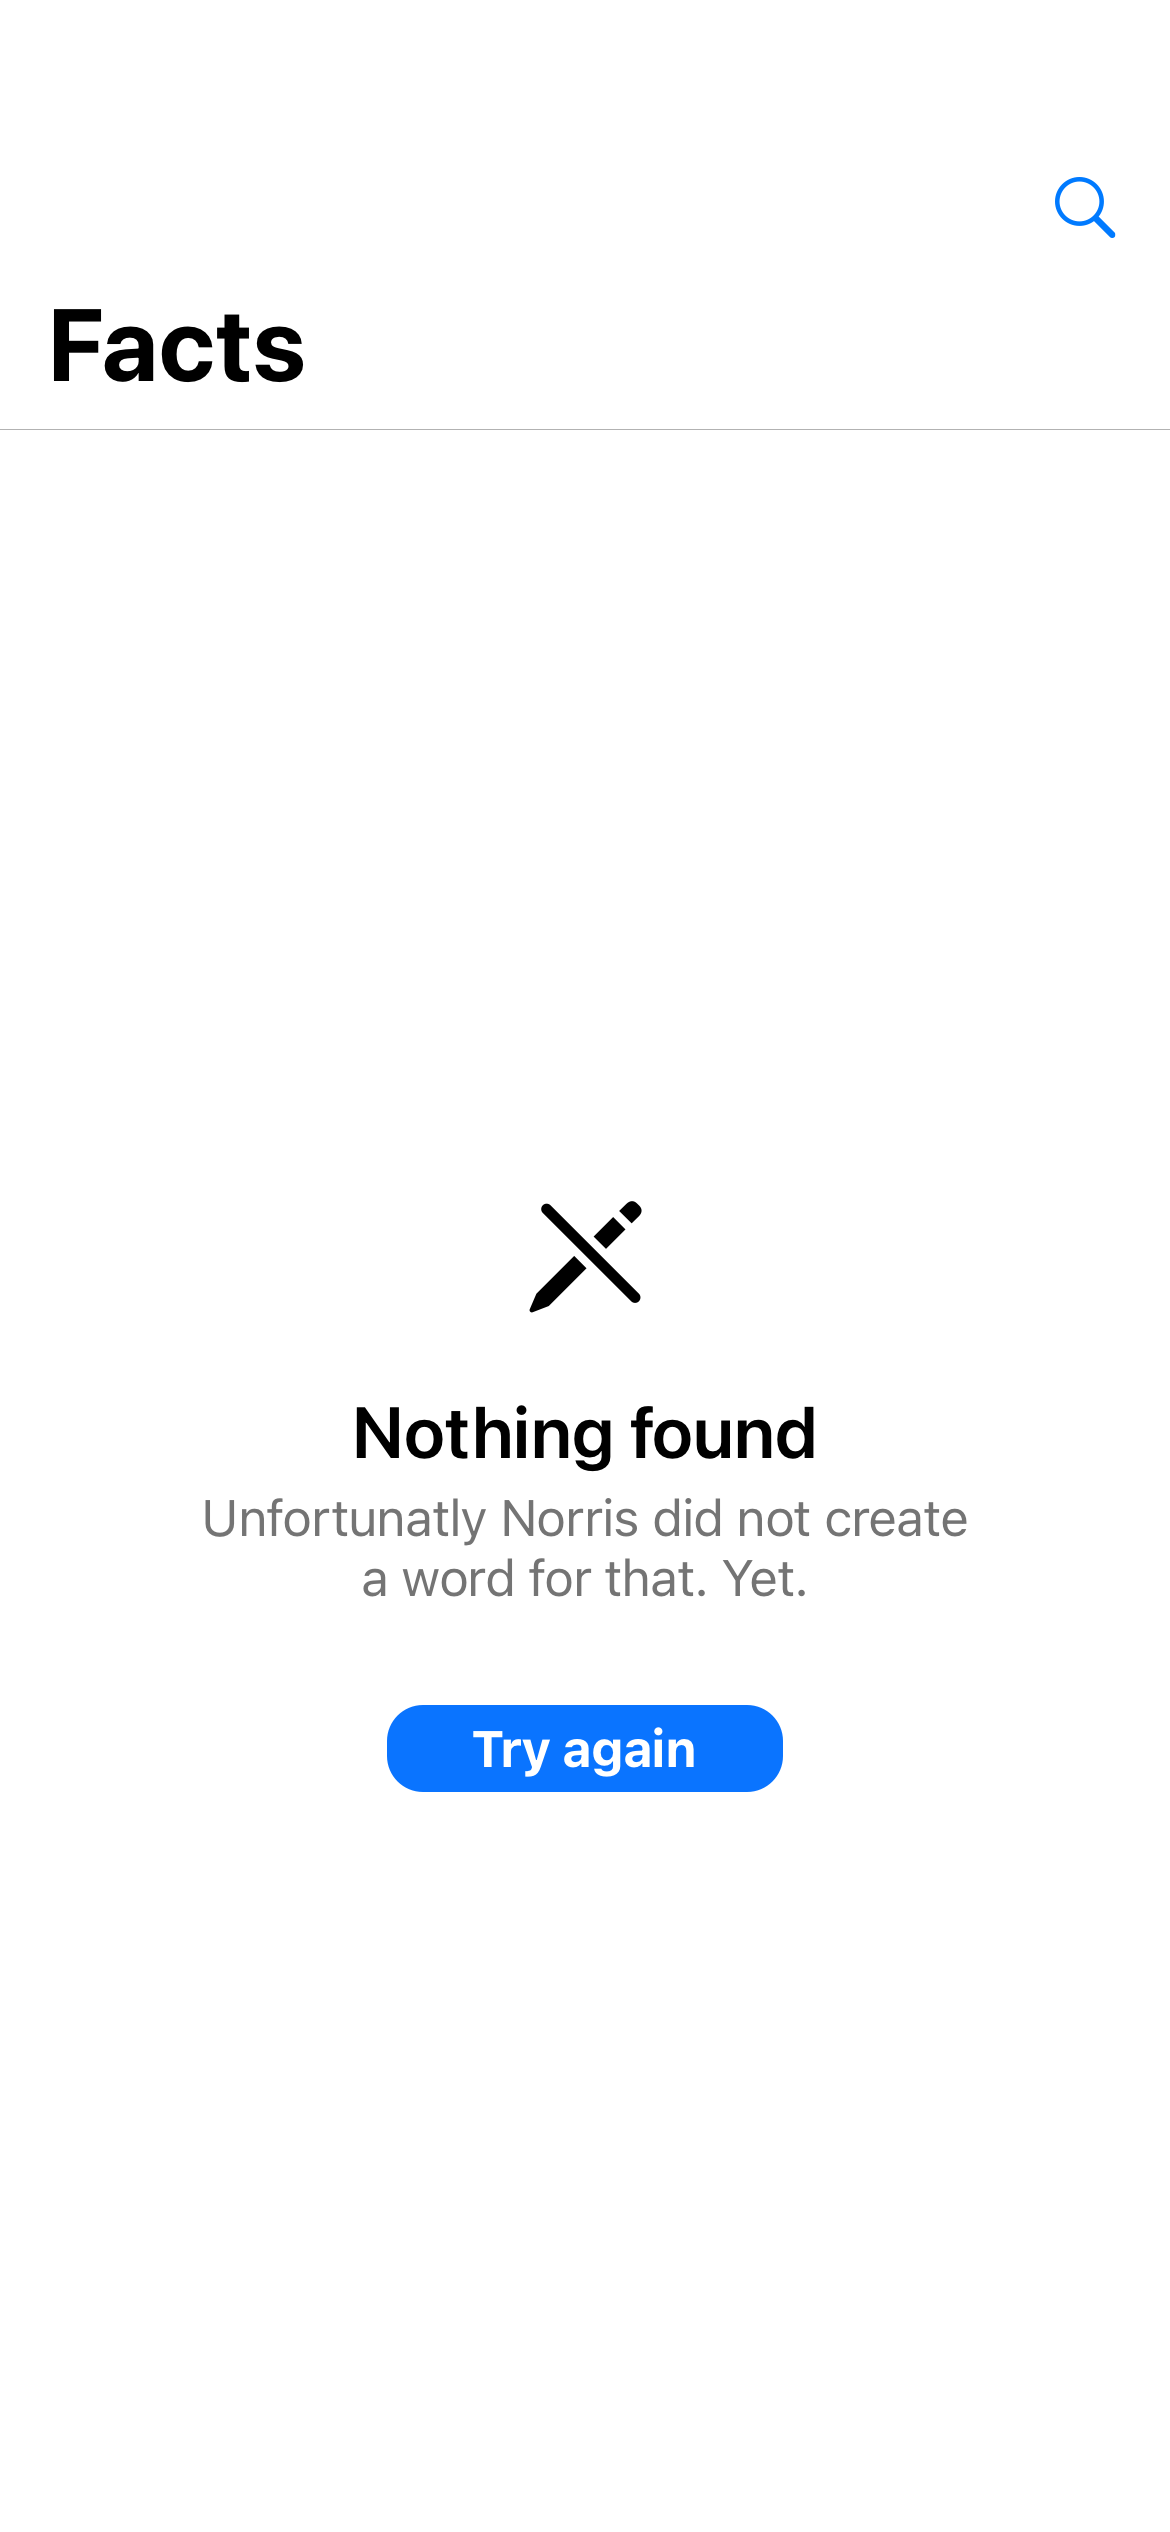 Facts
Nothing found
Unfortunatly Norris did not create
a word for that. Yet.
Try again